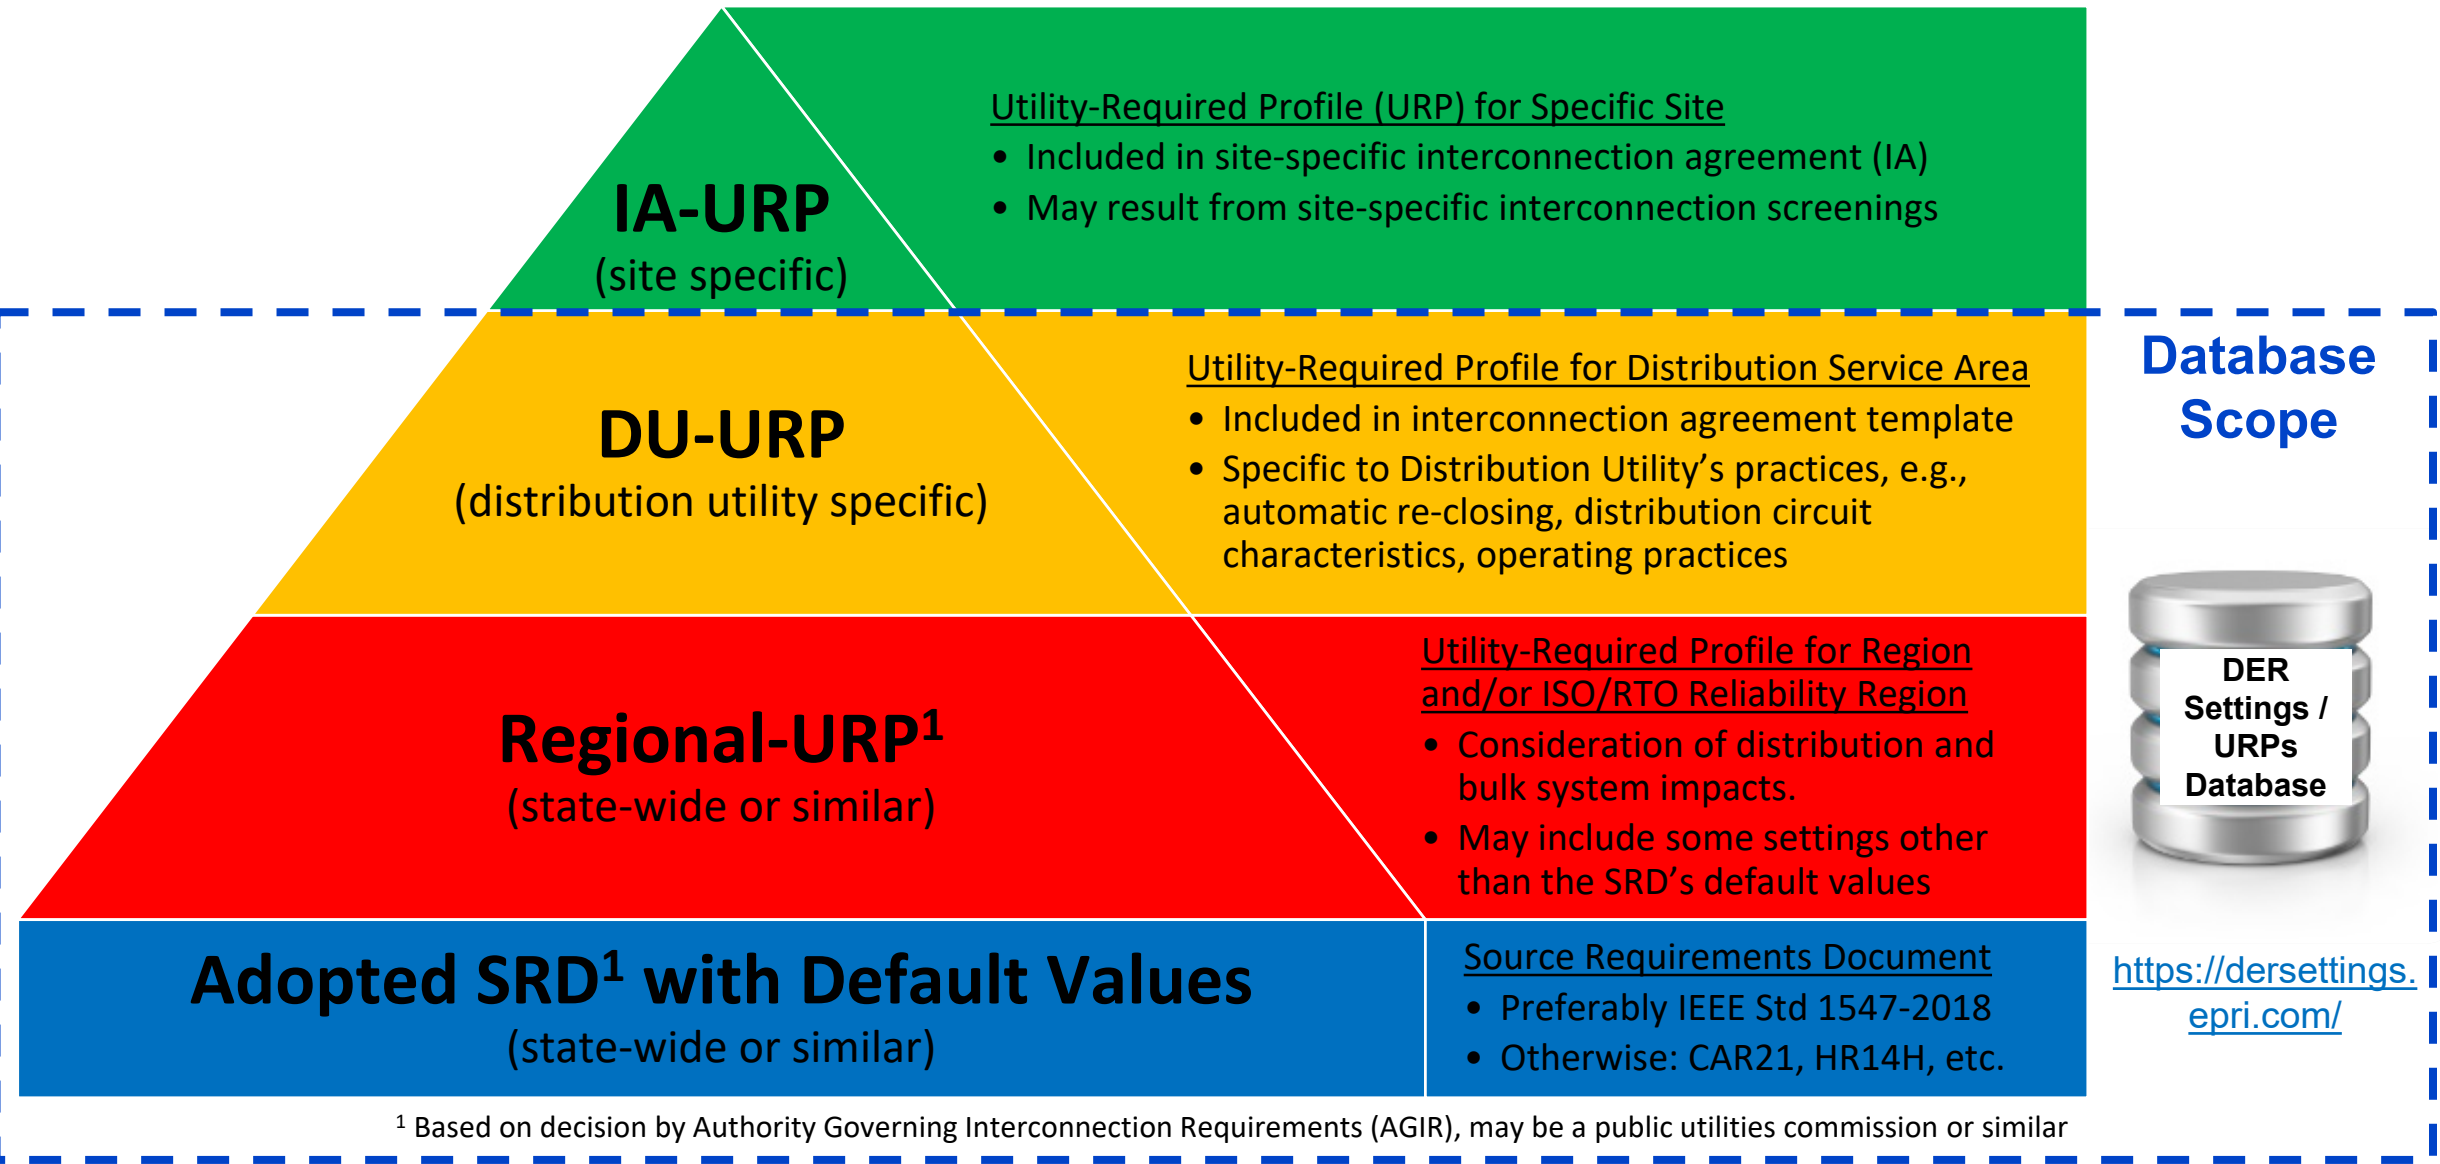 IA-URP
(site specific)
Utility-Required Profile (URP) for Specific Site
• Included in site-specific interconnection agreement (IA)
• May result from site-specific interconnection screenings
DU-URP
(distribution utility specific)
Utility-Required Profile for Distribution Service Area
• Included in interconnection agreement template
• Specific to Distribution Utility’s practices, e.g.,
automatic re-closing, distribution circuit
characteristics, operating practices
Regional-URP¹
(state-wide or similar)
Utility-Required Profile for Region
and/or ISO/RTO Reliability Region
• Consideration of distribution and
bulk system impacts.
• May include some settings other
than the SRD’s default values
Adopted SRD¹ with Default Values
(state-wide or similar)
Source Requirements Document
• Preferably IEEE Std 1547-2018
• Otherwise: CAR21, HR14H, etc.
Database
Scope
DER
Settings /
URPs
Database
https://dersettings.
epri.com/
¹ Based on decision by Authority Governing Interconnection Requirements (AGIR), may be a public utilities commission or similar